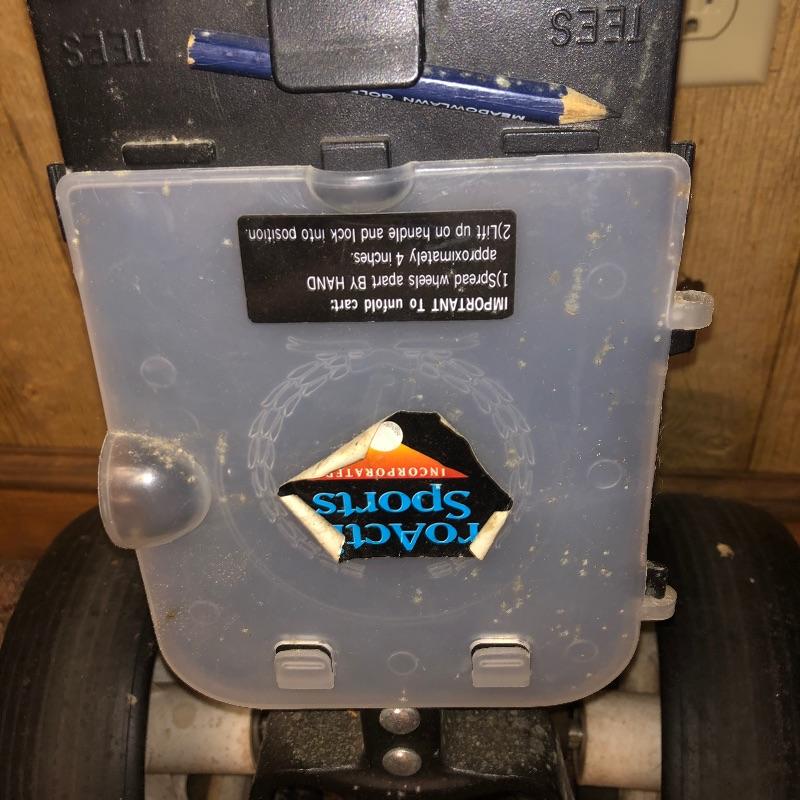 TEES
TEES
MEADOWLAWN GOL
IMPORTANT To unfold cart:
1)Spread wheels apart BY HAND
approximately 4 inches.
2)Lift up on handle and lock into position.
roActi
Sports
INCORPORATED